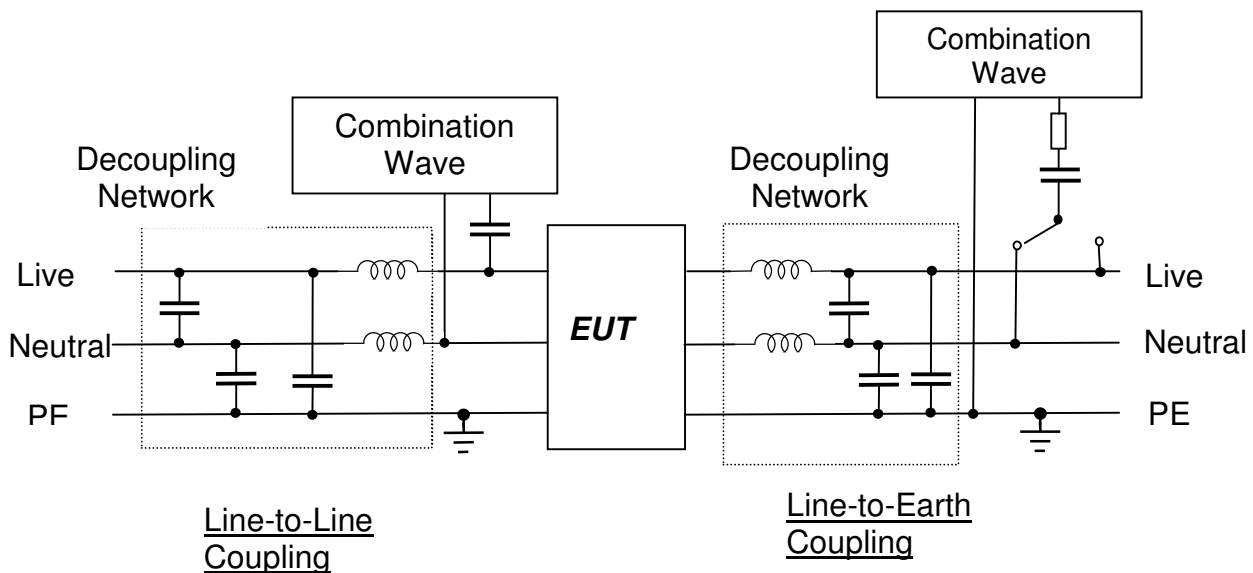 Combination
Wave
Combination
Wave
Decoupling
Network
Decoupling
Network
Live
Neutral
PF
EUT
Live
Neutral
PE
Line-to-Line
Coupling
Line-to-Earth
Coupling